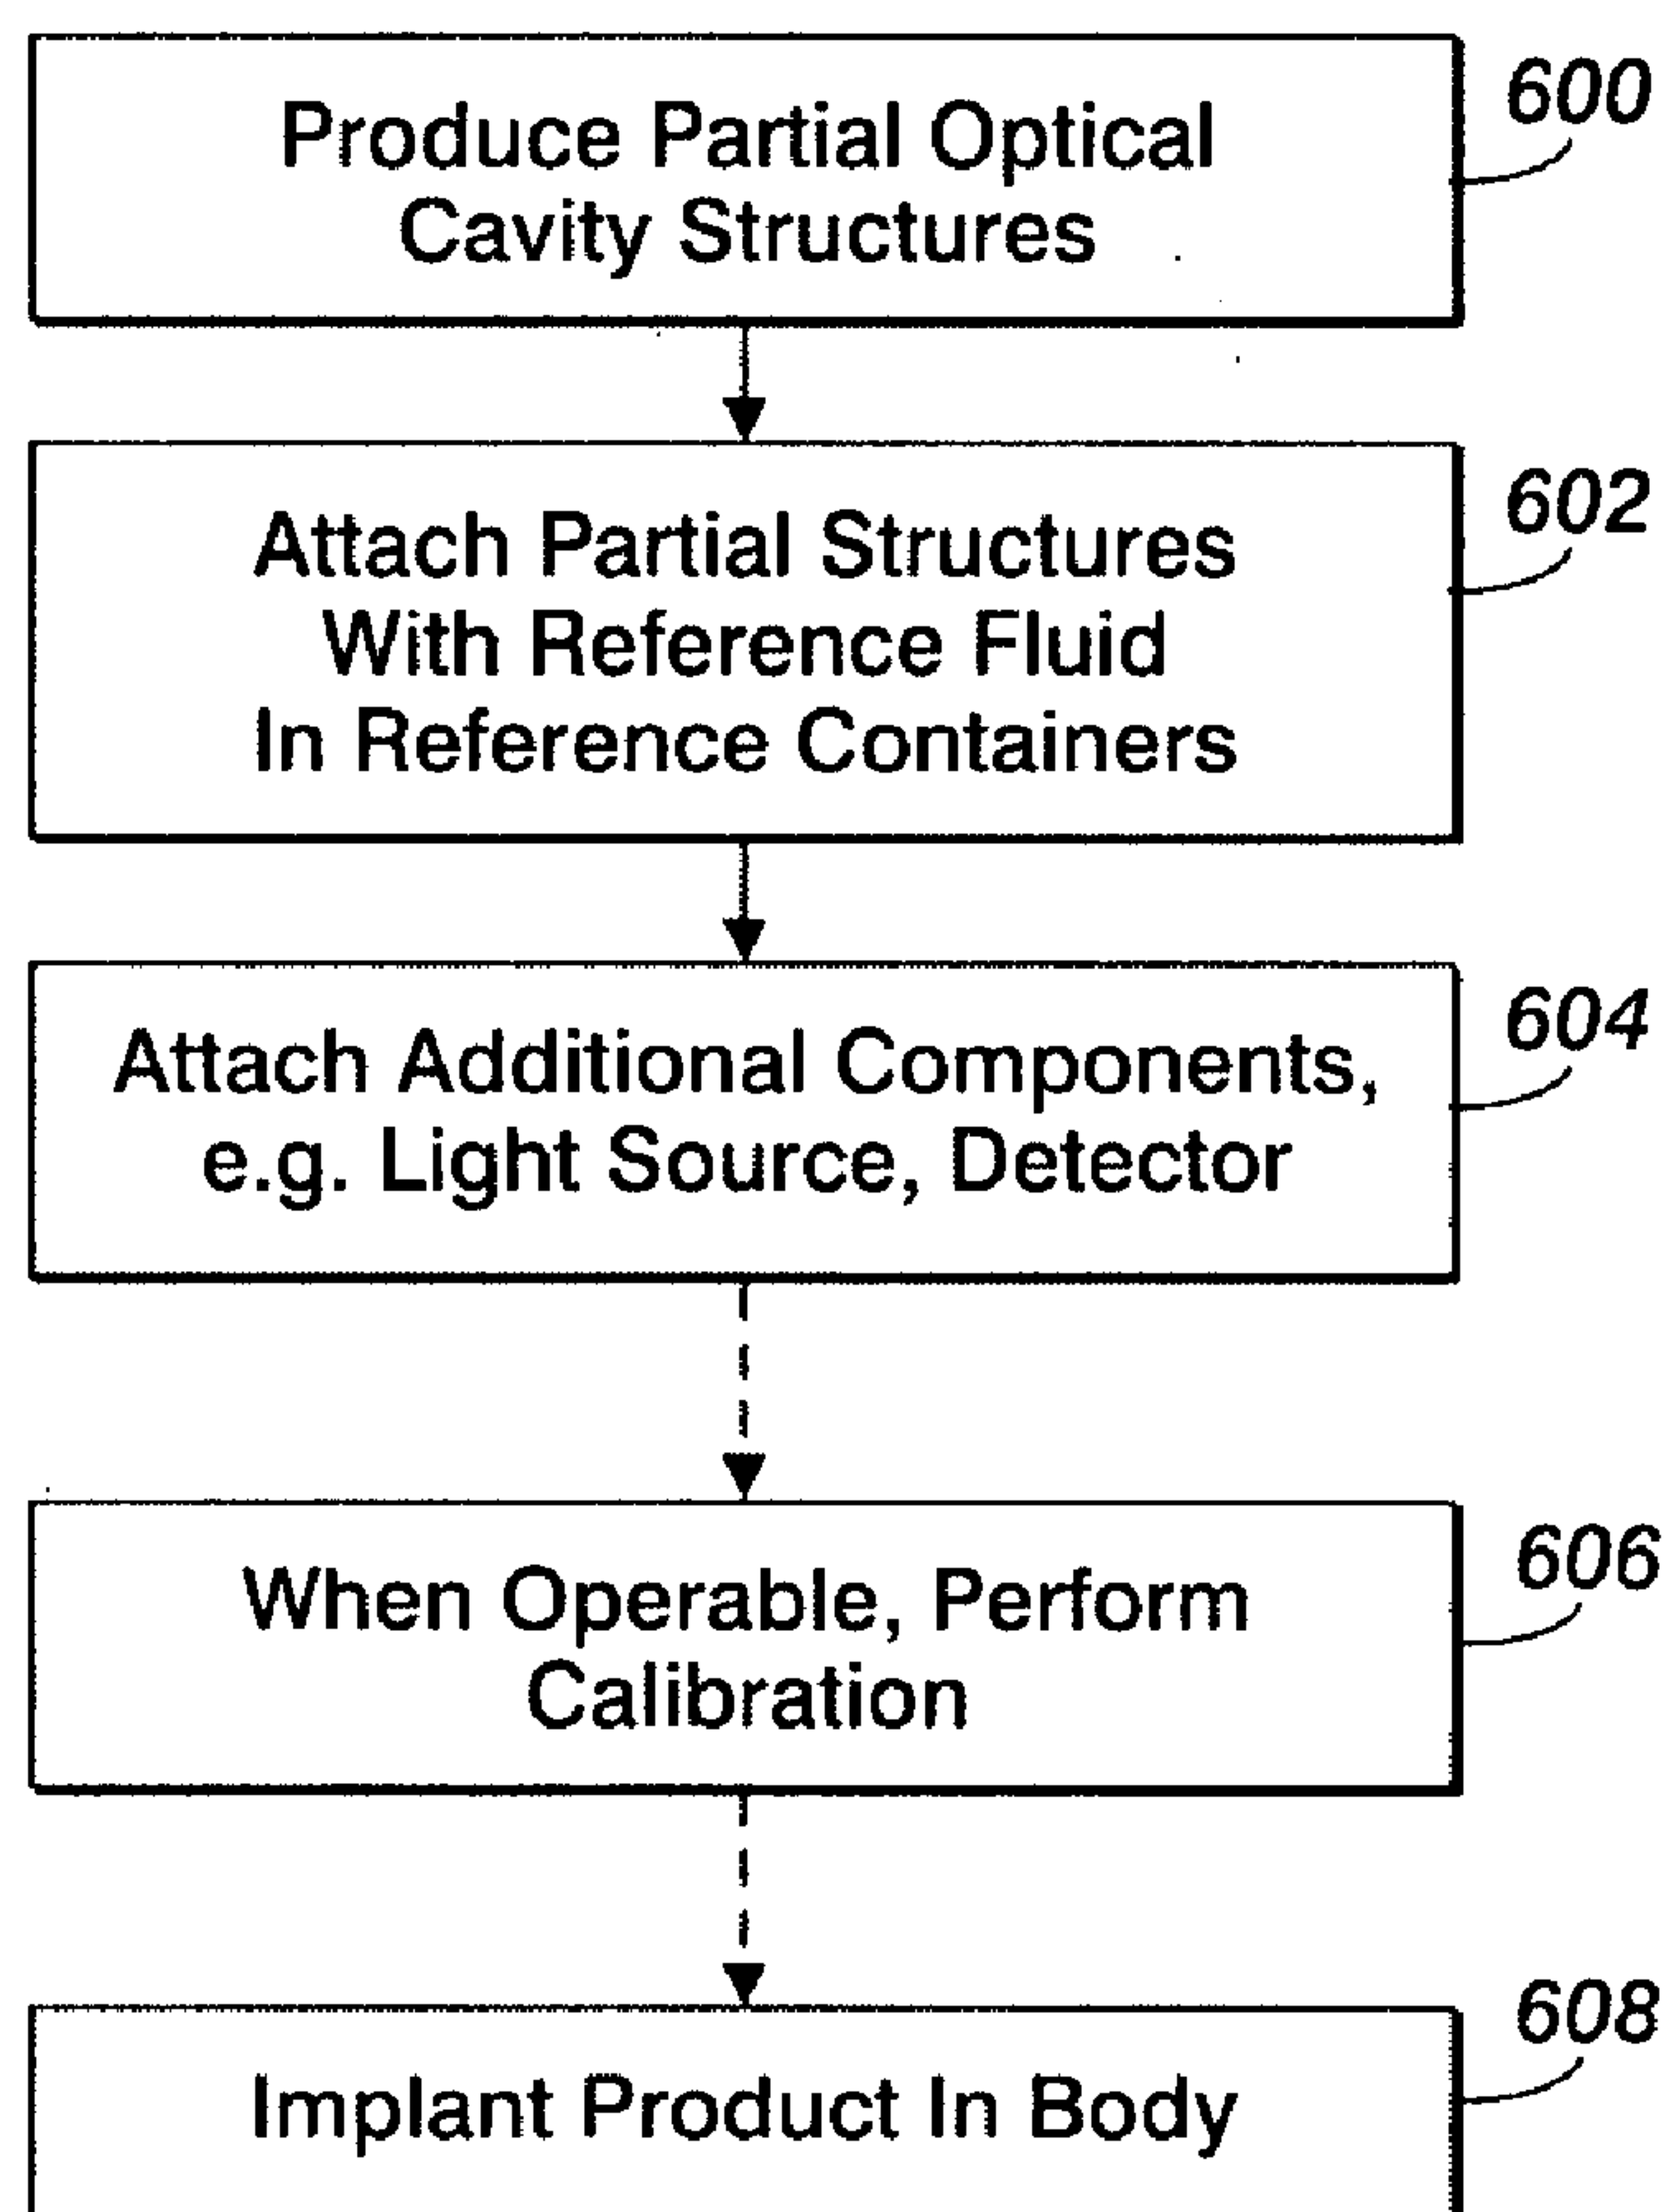 Produce Partial Optical
Cavity Structures
600
Attach Partial Structures
With Reference Fluid
In Reference Containers
602
Attach Additional Components,
e.g. Light Source, Detector
604
When Operable, Perform
Calibration
606
Implant Product In Body
608